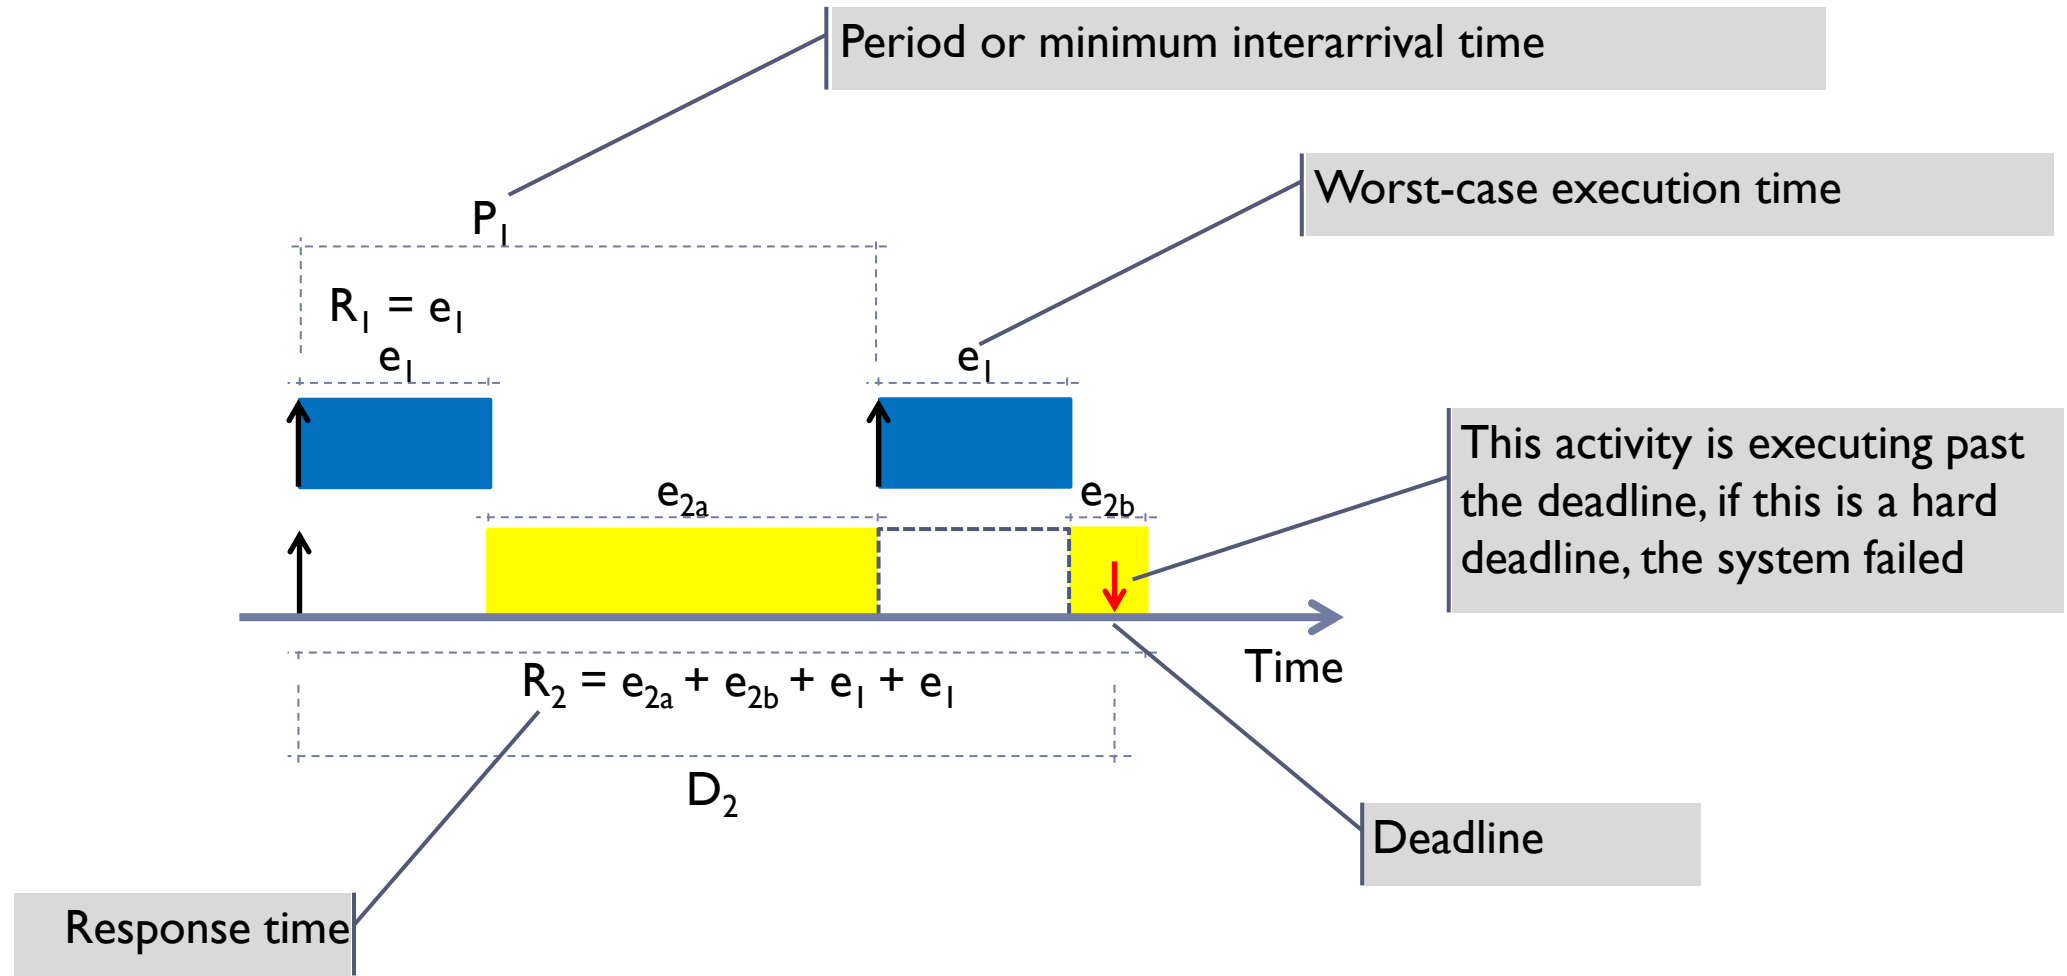 Period or minimum interarrival time
Worst-case execution time
P₁
R₁ = e₁
e₁
e₁
This activity is executing past
the deadline, if this is a hard
deadline, the system failed
e₂ₐ
e₂b
Time
R₂ = e₂ₐ + e₂b + e₁ + e₁
D₂
Deadline
Response time